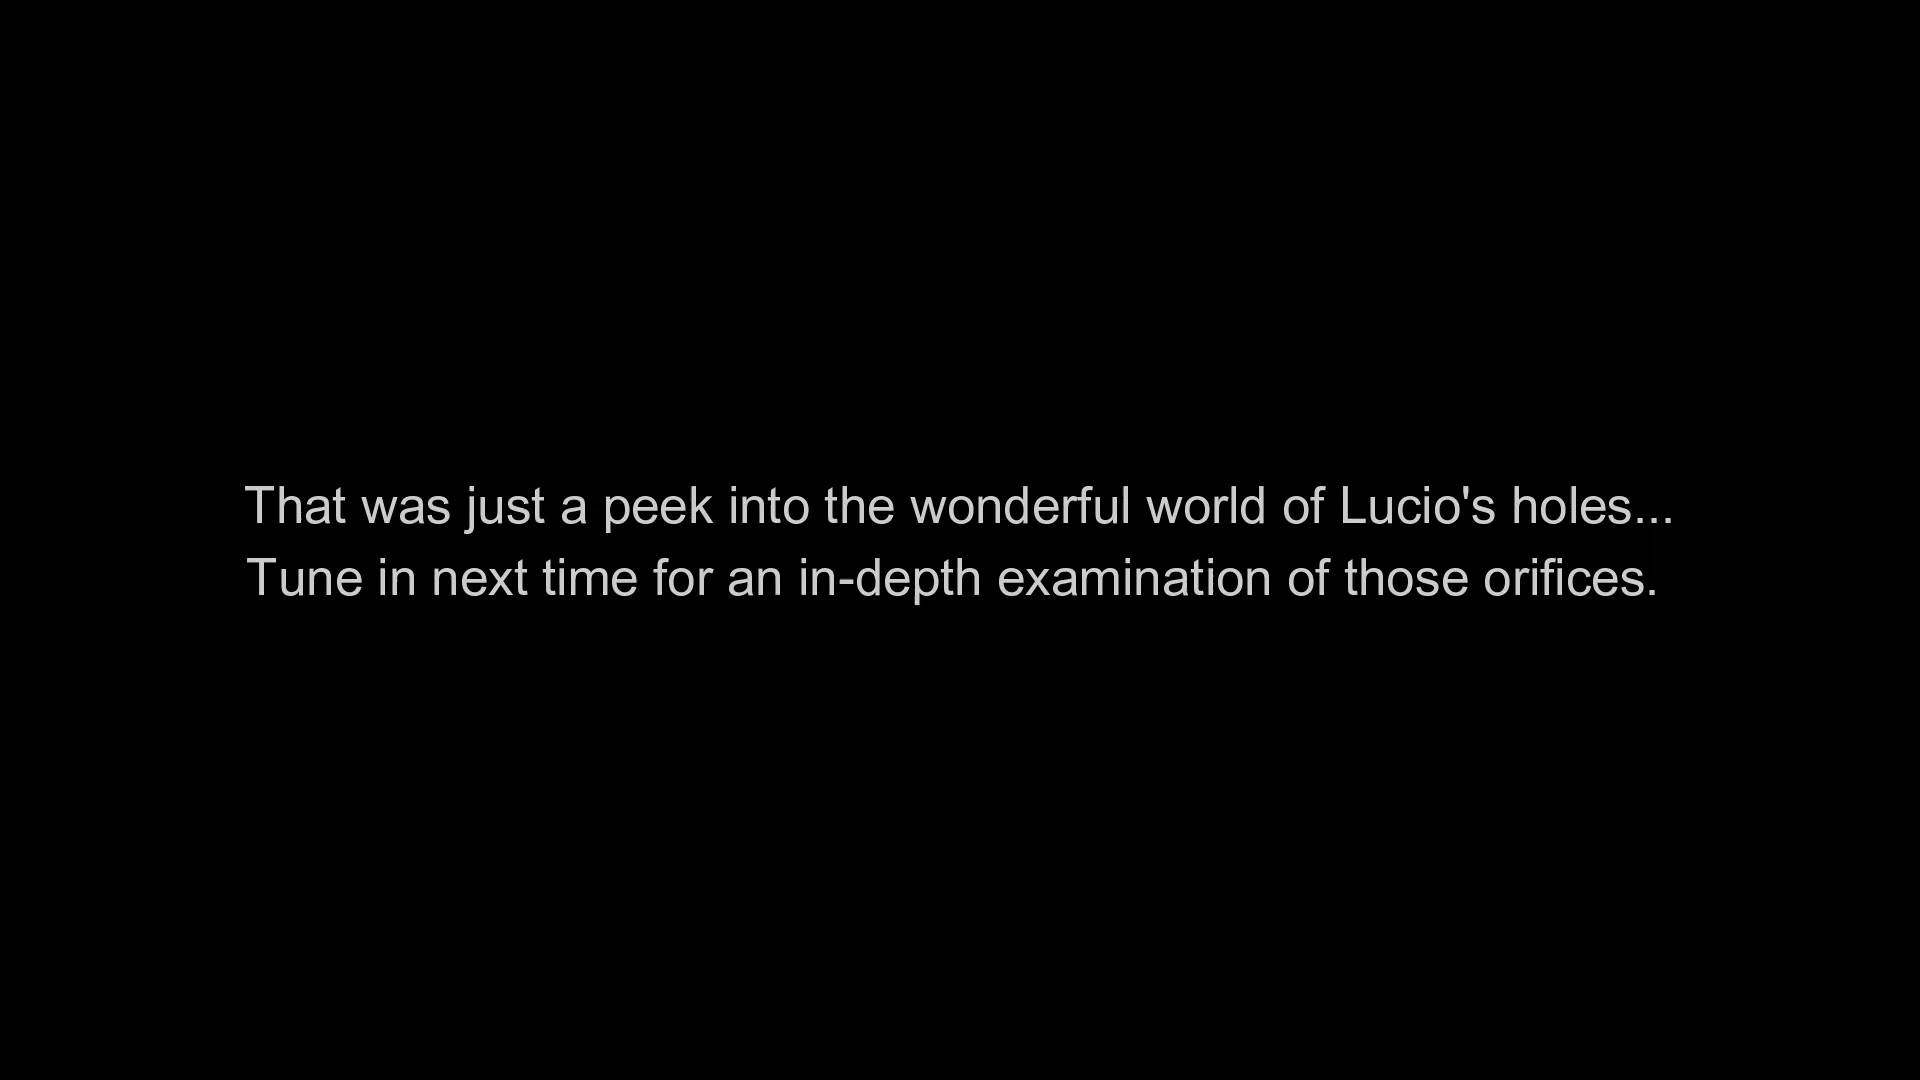 That was just a peek into the wonderful world of Lucio's holes...
Tune in next time for an in-depth examination of those orifices.